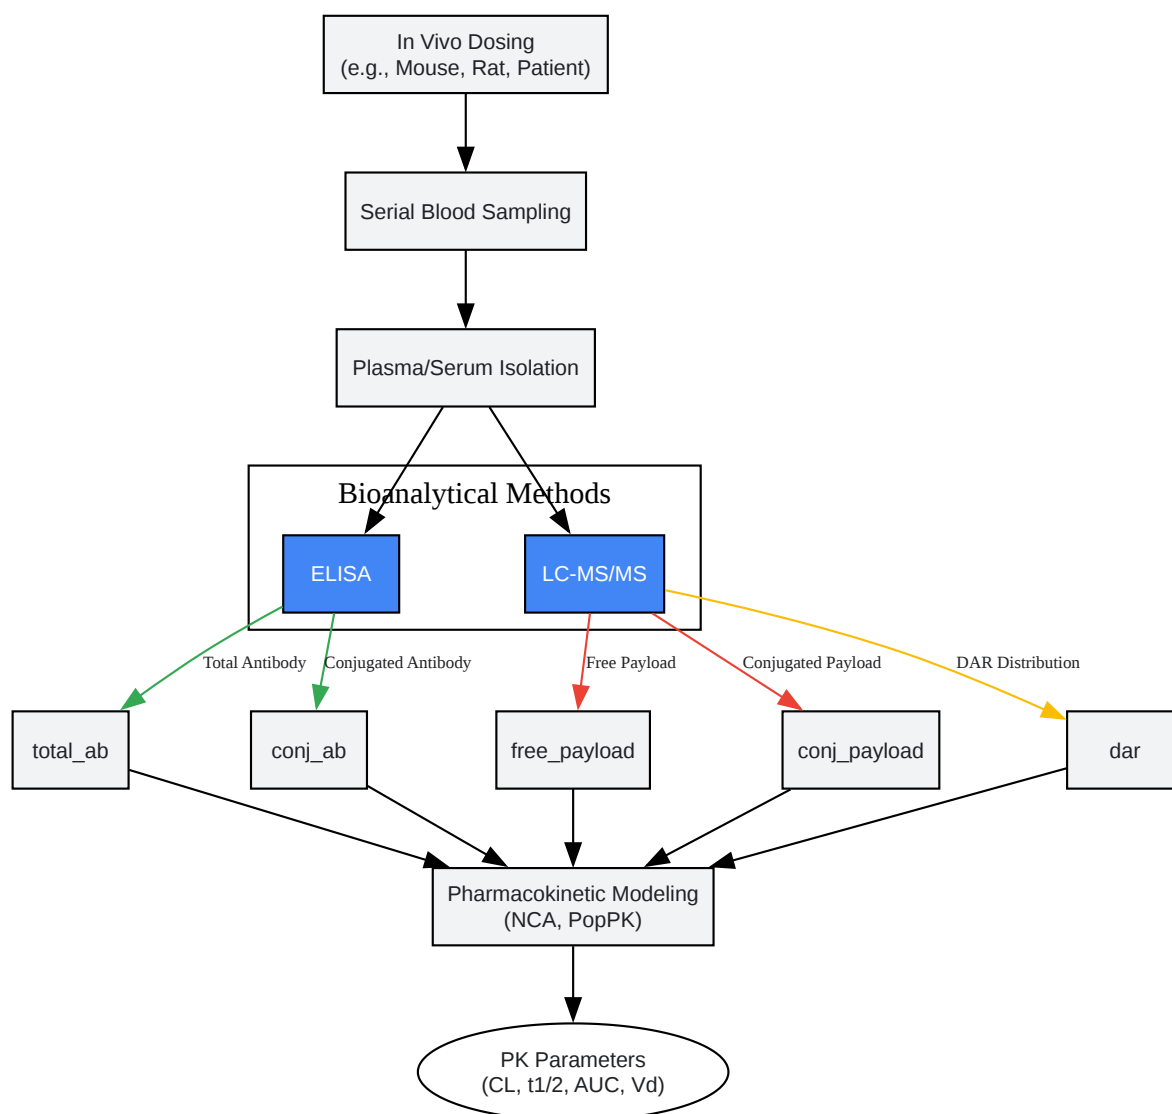 In Vivo Dosing
(e.g., Mouse, Rat, Patient)
Serial Blood Sampling
Plasma/Serum Isolation
Bioanalytical Methods
ELISA
LC-MS/MS
Total Antibody
Conjugated Antibody
Free Payload
Conjugated Payload
DAR Distribution
total_ab
conj_ab
free_payload
conj_payload
dar
Pharmacokinetic Modeling
(NCA, PopPK)
PK Parameters
(CL, t1/2, AUC, Vd)